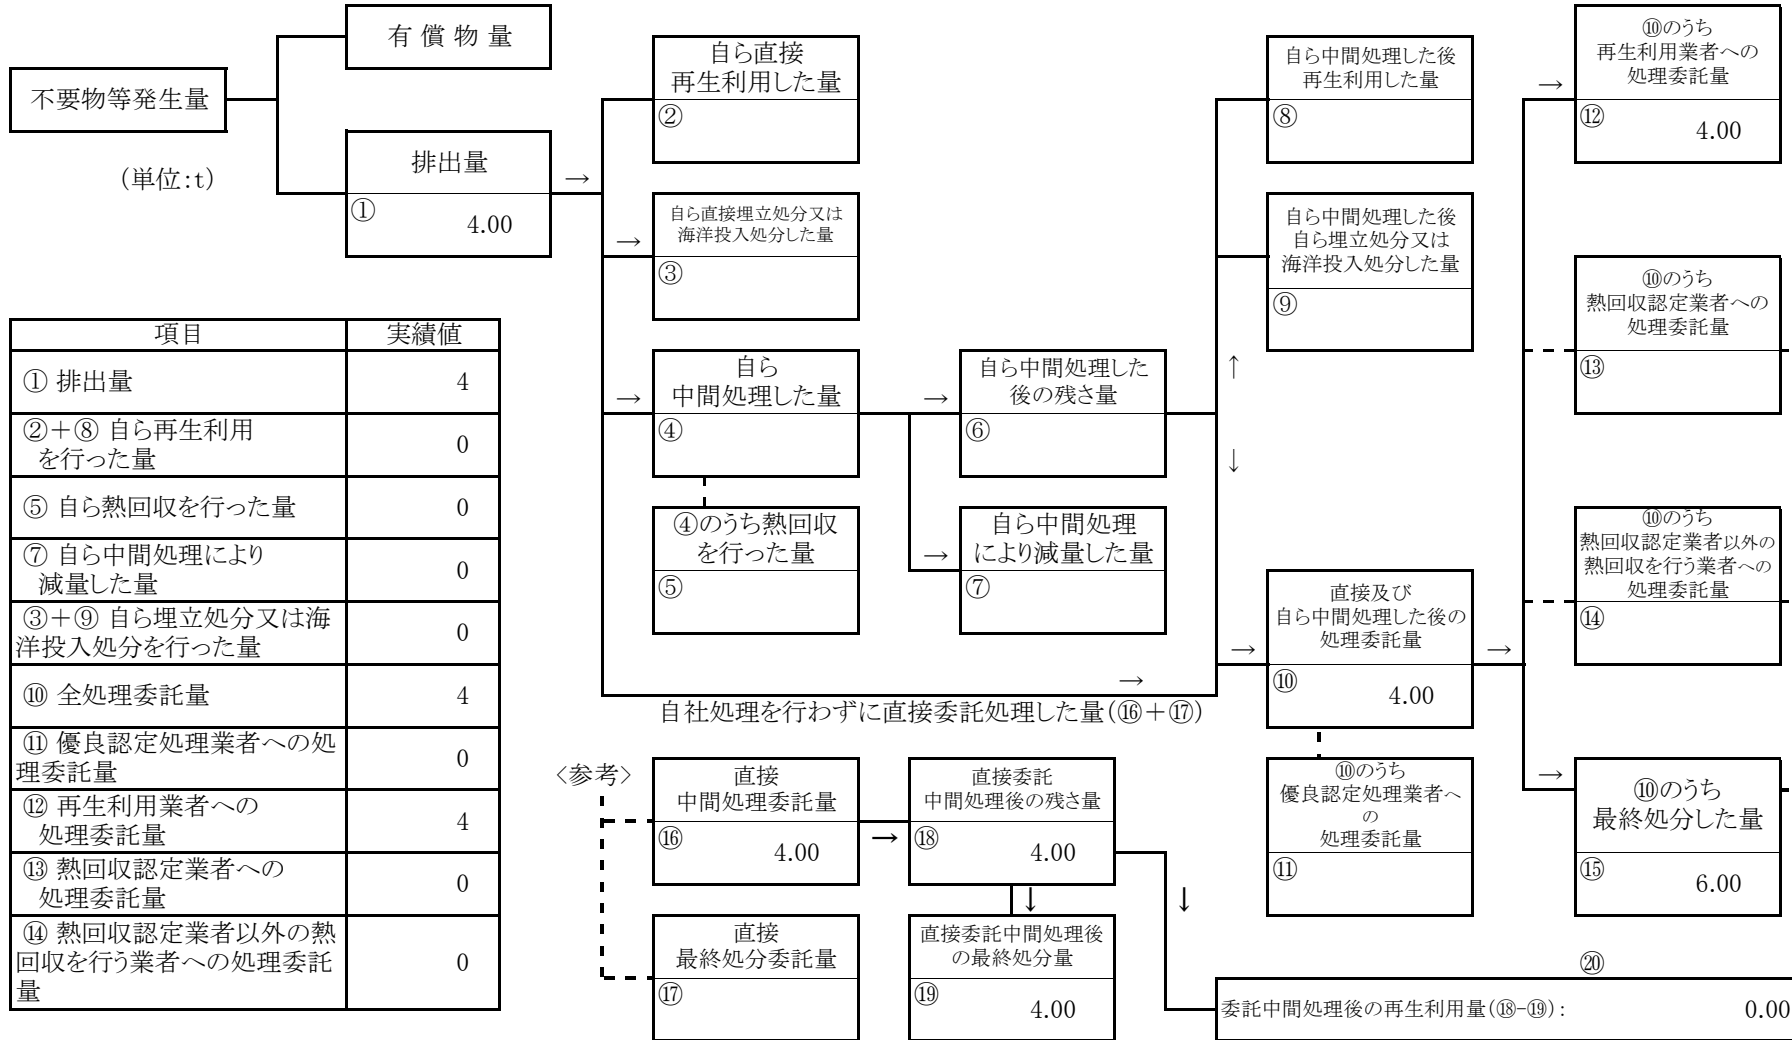 有 償 物 量
不要物等発生量
(単位:t)
排出量
①
4.00
→
自ら直接
再生利用した量
②
→
自ら直接埋立処分又は
海洋投入処分した量
③
→
自ら
中間処理した量
④
④のうち熱回収
を行った量
⑤
→
自ら中間処理した
後の残さ量
⑥
→
自ら中間処理
により減量した量
⑦
↑
↓
自ら中間処理した後
再生利用した量
⑧
自ら中間処理した後
自ら埋立処分又は
海洋投入処分した量
⑨
→
直接及び
自ら中間処理した後の
処理委託量
⑩
4.00
→
自社処理を行わずに直接委託処理した量(⑯+⑰)
⑩のうち
優良認定処理業者へ
の
処理委託量
⑪
→
→
⑩のうち
再生利用業者への
処理委託量
⑫
4.00
⑩のうち
熱回収認定業者への
処理委託量
⑬
⑩のうち
熱回収認定業者以外の
熱回収を行う業者への
処理委託量
⑭
→
⑩のうち
最終処分した量
⑮
6.00
項目 実績値
① 排出量 4
②+⑧ 自ら再生利用
を行った量 0
⑤ 自ら熱回収を行った量 0
⑦ 自ら中間処理により
減量した量 0
③+⑨ 自ら埋立処分又は海
洋投入処分を行った量 0
⑩ 全処理委託量 4
⑪ 優良認定処理業者への処
理委託量 0
⑫ 再生利用業者への
処理委託量 4
⑬ 熱回収認定業者への
処理委託量 0
⑭ 熱回収認定業者以外の熱
回収を行う業者への処理委託
量 0
〈参考〉
直接
中間処理委託量
⑯
4.00
→
直接委託
中間処理後の残さ量
⑱
4.00
↓
↓
直接
最終処分委託量
⑰
直接委託中間処理後
の最終処分量
⑲
4.00
⑳
委託中間処理後の再生利用量(⑱-⑲): 0.00